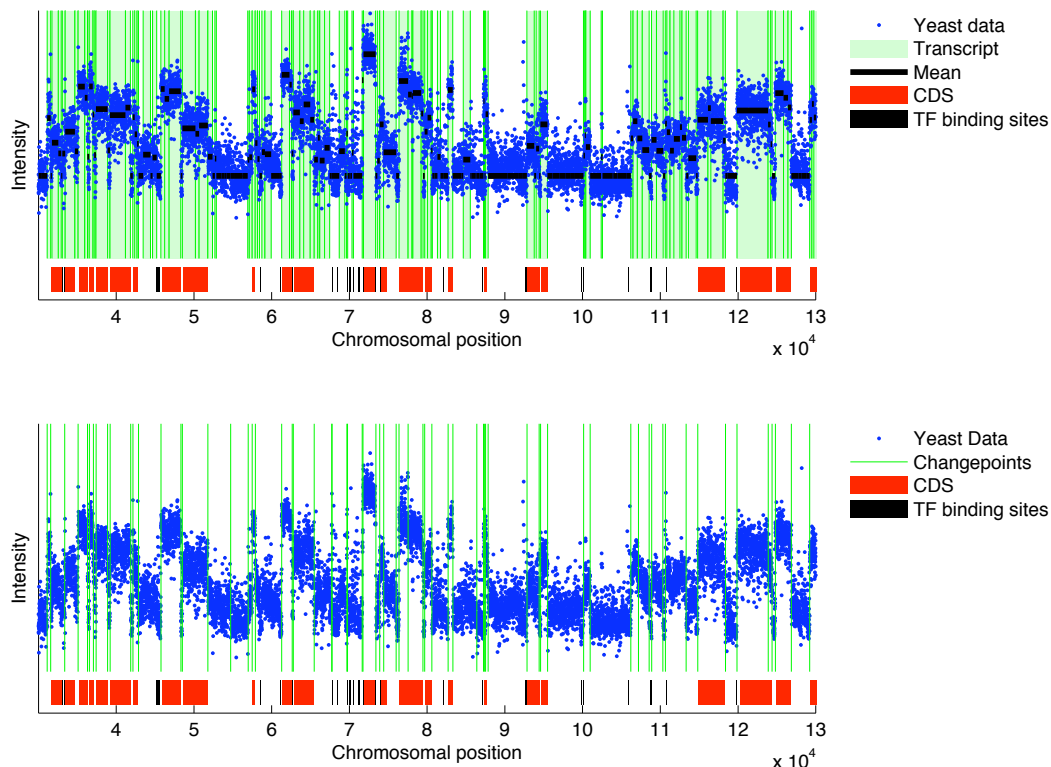 Intensity
4 5 6 7 8 9 10 11 12 13
Chromosomal position
x 10^4
Yeast data
Transcript
Mean
CDS
TF binding sites
Intensity
4 5 6 7 8 9 10 11 12 13
Chromosomal position
x 10^4
Yeast Data
Changepoints
CDS
TF binding sites